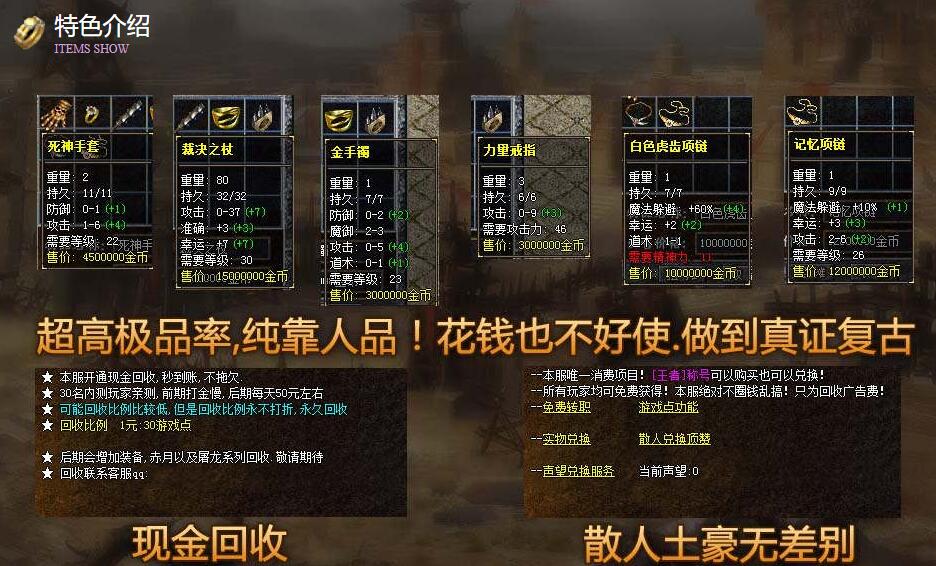 特色介绍
ITEMS SHOW
死神手套
重量: 2
持久: 11/11
防御: 0-1 (+1)
攻击: 1-6 (+4)
需要等级: 22
售价: 4500000金币
裁决之杖
重量: 80
持久: 32/32
攻击: 0-37 (+7)
准确: +3 (+3)
幸运: +7 (+7)
需要等级: 30
售价: 15000000金币
金手镯
重量: 1
持久: 7/7
防御: 0-2 (+2)
魔御: 2-3
攻击: 0-5 (+4)
道术: 0-1 (+1)
需要等级: 23
售价: 3000000金币
力量戒指
重量: 3
持久: 6/6
攻击: 0-9 (+3)
需要攻击力: 46
售价: 3000000金币
白色虎齿项链
重量: 1
持久: 7/7
魔法躲避: +60% (+4)
幸运: +2 (+2)
道术: 1-1
需要精神力: 11
售价: 10000000金币
记忆项链
重量: 1
持久: 9/9
魔法躲避: +10% (+1)
幸运: +3 (+3)
攻击: 2-6 (+2)
需要等级: 26
售价: 12000000金币
超高极品率,纯靠人品！花钱也不好使.做到真证复古
★ 本服开通现金回收,秒到账,不拖欠
★ 30名内测玩家亲测,前期打金慢,后期每天50元左右
★ 可能回收比例比较低,但是回收比例永不打折,永久回收
★ 回收比例 1元:30游戏点
★ 后期会增加装备,赤月以及屠龙系列回收.敬请期待
★ 回收联系客服qq:
--本服唯一消费项目! [王者]称号可以购买也可以兑换!
--所有玩家均可免费获得! 本服绝对不圈钱乱搞! 只为回收广告费!
--免费转职 游戏点功能
--实物兑换 散人兑换顶赞
--声望兑换服务 当前声望:0
现金回收
散人土豪无差别